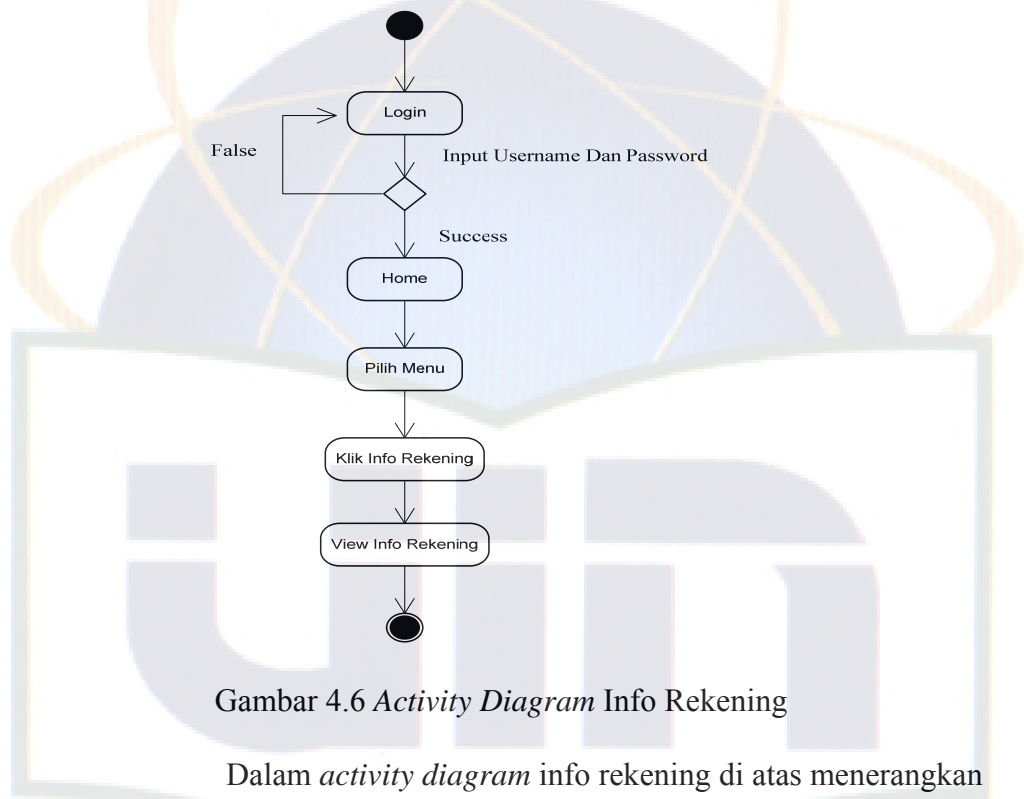 Login
False
Input Username Dan Password
Success
Home
Pilih Menu
Klik Info Rekening
View Info Rekening
Gambar 4.6 Activity Diagram Info Rekening
Dalam activity diagram info rekening di atas menerangkan
uin